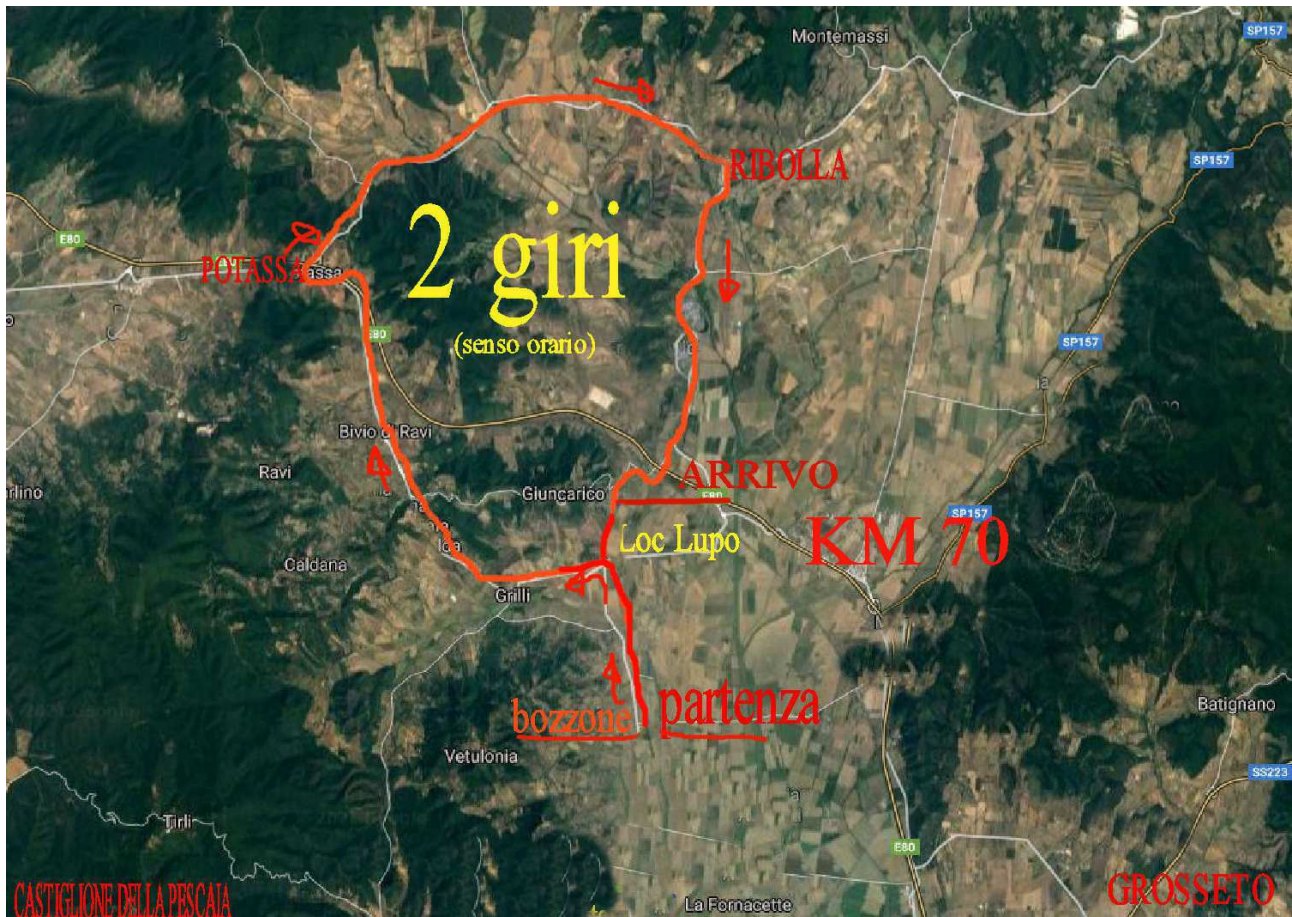 Montemassi
SP157
SP157
RIBOLLA
2 giri
(senso orario)
E80
POTASSA
assa
E80
SP157
Bivio di Ravi
Ravi
Giuncarico
ARRIVO
E80
SP157
rlino
Loc Lupo
KM 70
Caldana
Grilli
bozzone
partenza
Batignano
Vetulonia
SS223
Tirli
E80
CASTIGLIONE DELLA PESCAIA
La Fornacette
GROSSETO